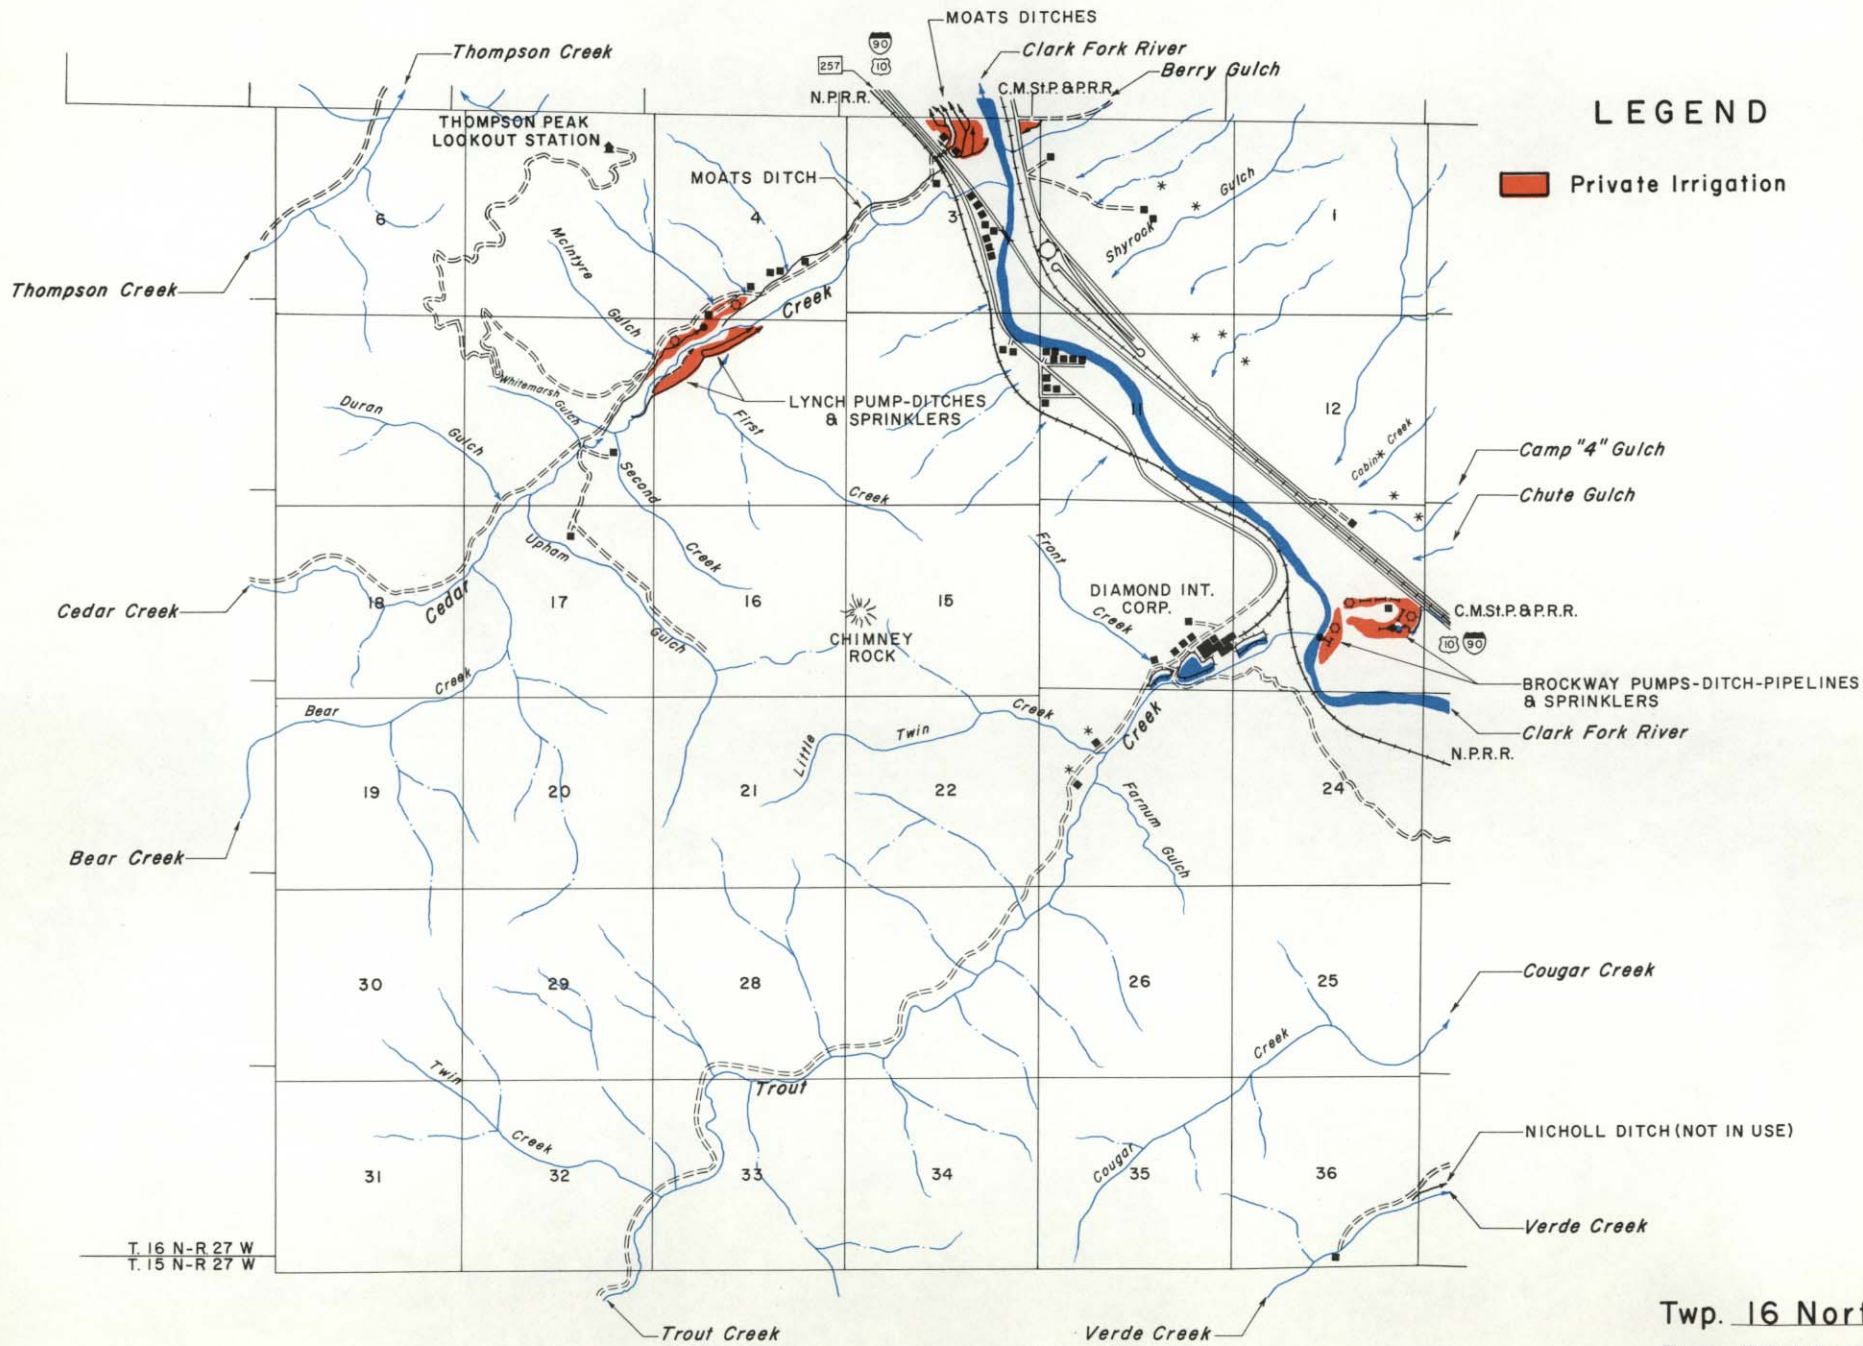 MOATS DITCHES
Thompson Creek
90
10
Clark Fork River
257
Berry Gulch
N.P.R.R.
C.M.St.P.&P.R.R.
LEGEND
THOMPSON PEAK
LOOKOUT STATION
MOATS DITCH
Private Irrigation
6
4
3
Shyrock Gulch
1
McIntyre Gulch
Thompson Creek
Creek
Whitemarsh Gulch
LYNCH PUMP-DITCHES
& SPRINKLERS
Duran Gulch
First Creek
11
12
Cabin Creek
Camp "4" Gulch
Second Creek
Chute Gulch
Upham Gulch
Front Creek
DIAMOND INT.
CORP.
Cedar Creek
18
Cedar
17
16
15
CHIMNEY
ROCK
C.M.St.P.&P.R.R.
10
90
Bear Creek
BROCKWAY PUMPS-DITCH-PIPELINES
& SPRINKLERS
Little Twin Creek
Creek
Clark Fork River
N.P.R.R.
19
20
21
22
24
Farnum Gulch
Bear Creek
30
29
28
26
25
Cougar Creek
Twin Creek
Trout
Cougar Creek
NICHOLL DITCH (NOT IN USE)
31
32
33
34
35
36
Verde Creek
T. 16 N-R. 27 W
T. 15 N-R 27 W
Trout Creek
Verde Creek
Twp. 16 Nort